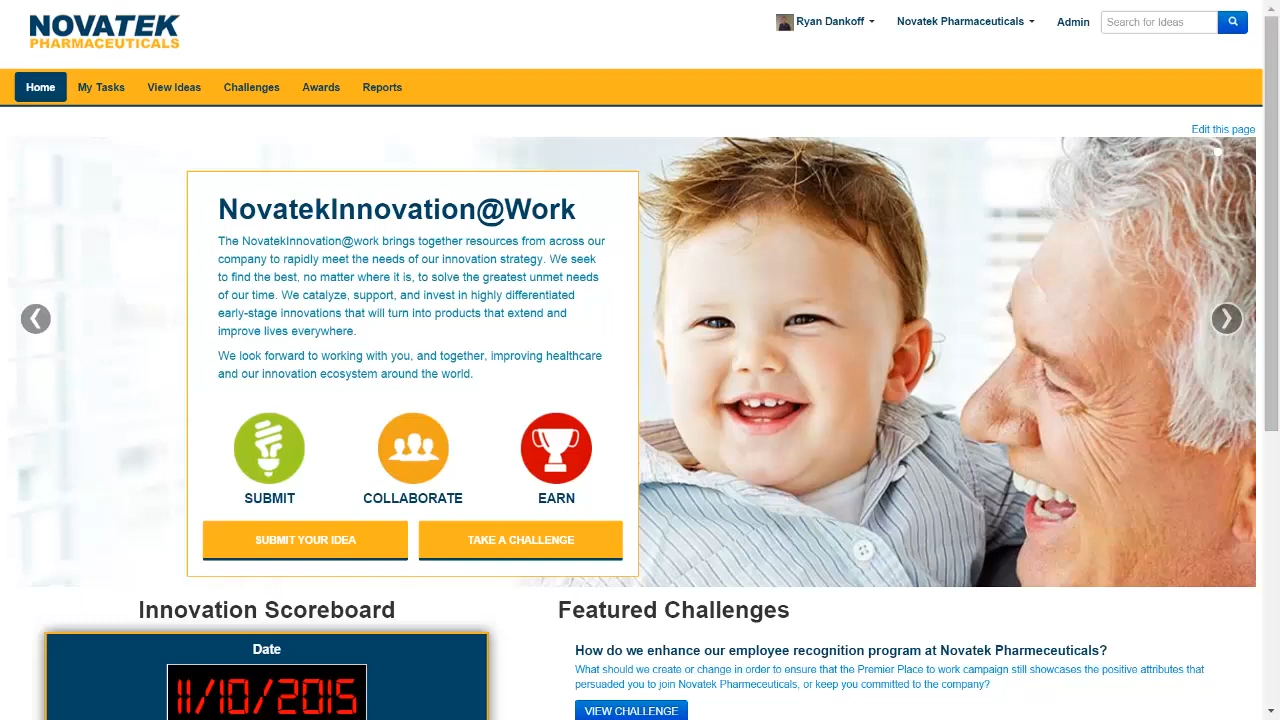 NOVATEK
PHARMACEUTICALS
Ryan Dankoff
Novatek Pharmaceuticals
Admin
Search for Ideas
Home
My Tasks
View Ideas
Challenges
Awards
Reports
Edit this page
NovatekInnovation@Work
The NovatekInnovation@work brings together resources from across our
company to rapidly meet the needs of our innovation strategy. We seek
to find the best, no matter where it is, to solve the greatest unmet needs
of our time. We catalyze, support, and invest in highly differentiated
early-stage innovations that will turn into products that extend and
improve lives everywhere.
We look forward to working with you, and together, improving healthcare
and our innovation ecosystem around the world.
SUBMIT
COLLABORATE
EARN
SUBMIT YOUR IDEA
TAKE A CHALLENGE
Innovation Scoreboard
Date
11/10/2015
Featured Challenges
How do we enhance our employee recognition program at Novatek Pharmeceuticals?
What should we create or change in order to ensure that the Premier Place to work campaign still showcases the positive attributes that
persuaded you to join Novatek Pharmeceuticals, or keep you committed to the company?
VIEW CHALLENGE